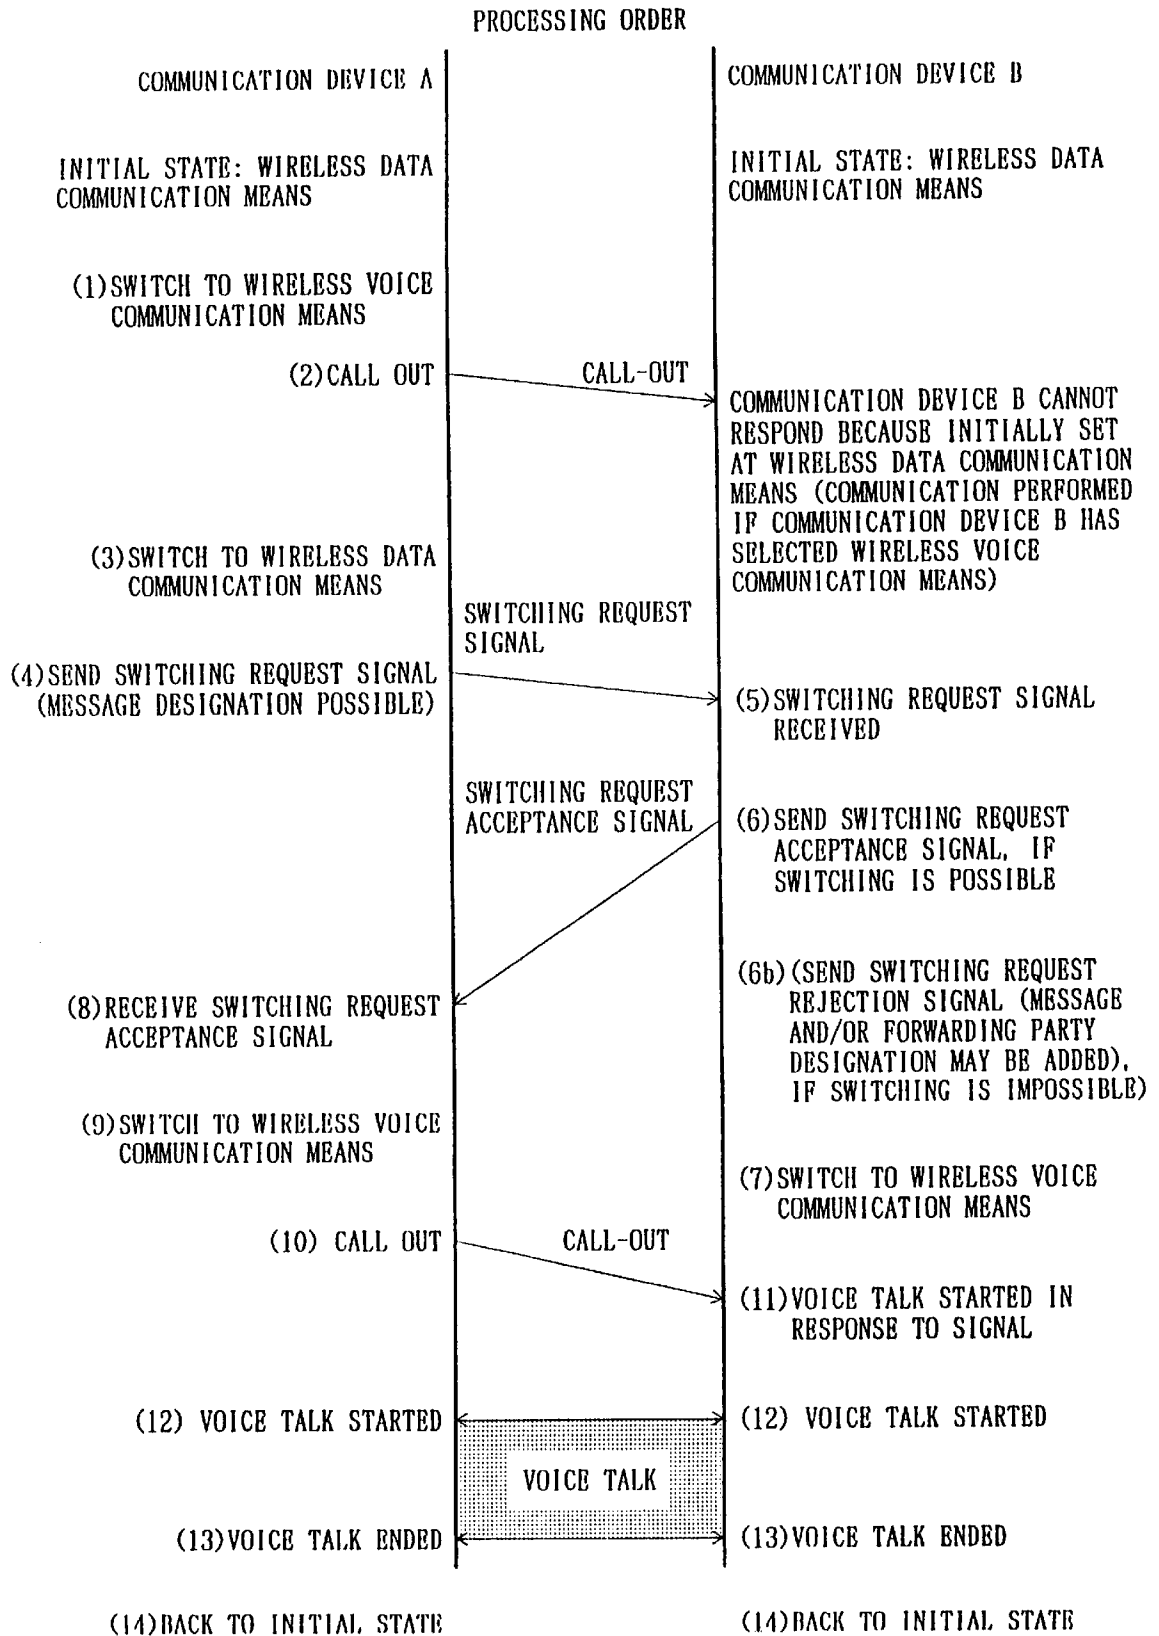 PROCESSING ORDER
COMMUNICATION DEVICE A
COMMUNICATION DEVICE B
INITIAL STATE: WIRELESS DATA
COMMUNICATION MEANS
INITIAL STATE: WIRELESS DATA
COMMUNICATION MEANS
(1)SWITCH TO WIRELESS VOICE
COMMUNICATION MEANS
(2)CALL OUT
CALL-OUT
COMMUNICATION DEVICE B CANNOT
RESPOND BECAUSE INITIALLY SET
AT WIRELESS DATA COMMUNICATION
MEANS (COMMUNICATION PERFORMED
IF COMMUNICATION DEVICE B HAS
SELECTED WIRELESS VOICE
COMMUNICATION MEANS)
(3)SWITCH TO WIRELESS DATA
COMMUNICATION MEANS
SWITCHING REQUEST
SIGNAL
(4)SEND SWITCHING REQUEST SIGNAL
(MESSAGE DESIGNATION POSSIBLE)
(5)SWITCHING REQUEST SIGNAL
RECEIVED
SWITCHING REQUEST
ACCEPTANCE SIGNAL
(6)SEND SWITCHING REQUEST
ACCEPTANCE SIGNAL, IF
SWITCHING IS POSSIBLE
(6b)(SEND SWITCHING REQUEST
REJECTION SIGNAL (MESSAGE
AND/OR FORWARDING PARTY
DESIGNATION MAY BE ADDED),
IF SWITCHING IS IMPOSSIBLE)
(8)RECEIVE SWITCHING REQUEST
ACCEPTANCE SIGNAL
(9)SWITCH TO WIRELESS VOICE
COMMUNICATION MEANS
(7)SWITCH TO WIRELESS VOICE
COMMUNICATION MEANS
(10) CALL OUT
CALL-OUT
(11)VOICE TALK STARTED IN
RESPONSE TO SIGNAL
(12) VOICE TALK STARTED
(12) VOICE TALK STARTED
VOICE TALK
(13)VOICE TALK ENDED
(13)VOICE TALK ENDED
(14)BACK TO INITIAL STATE
(14)BACK TO INITIAL STATE